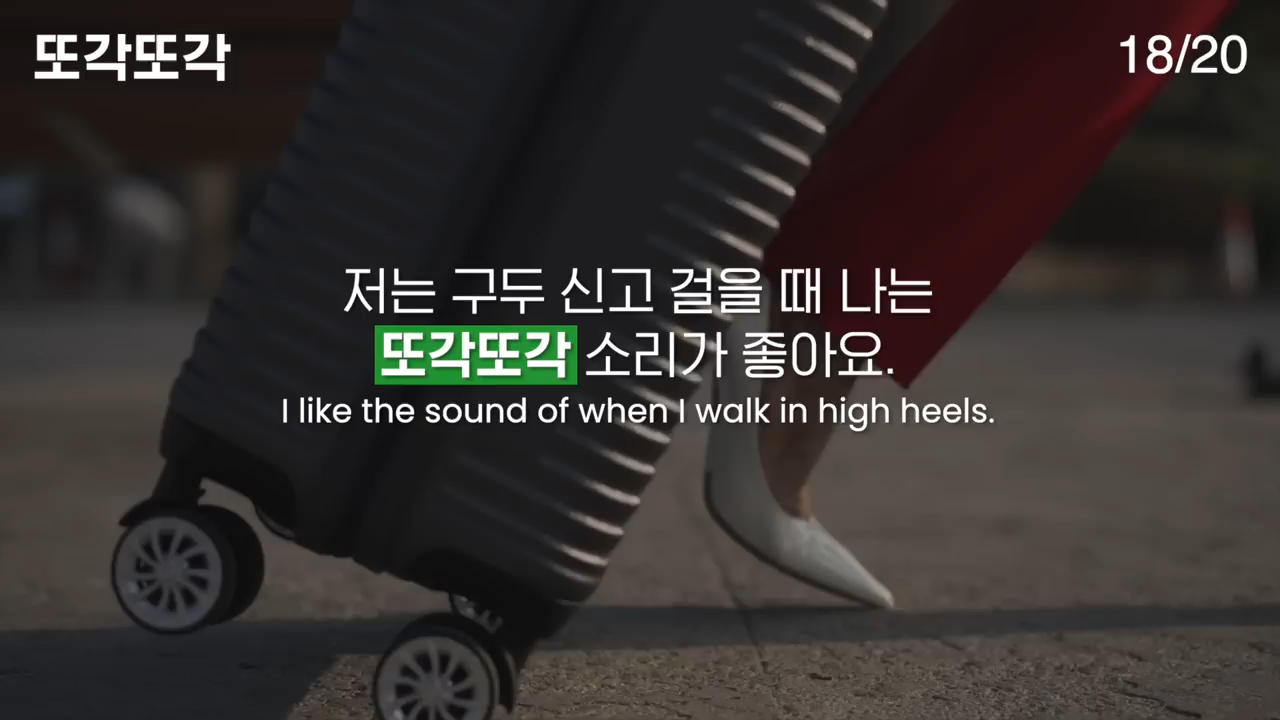 또각또각
18/20
저는 구두 신고 걸을 때 나는
또각또각 소리가 좋아요.
I like the sound of when I walk in high heels.